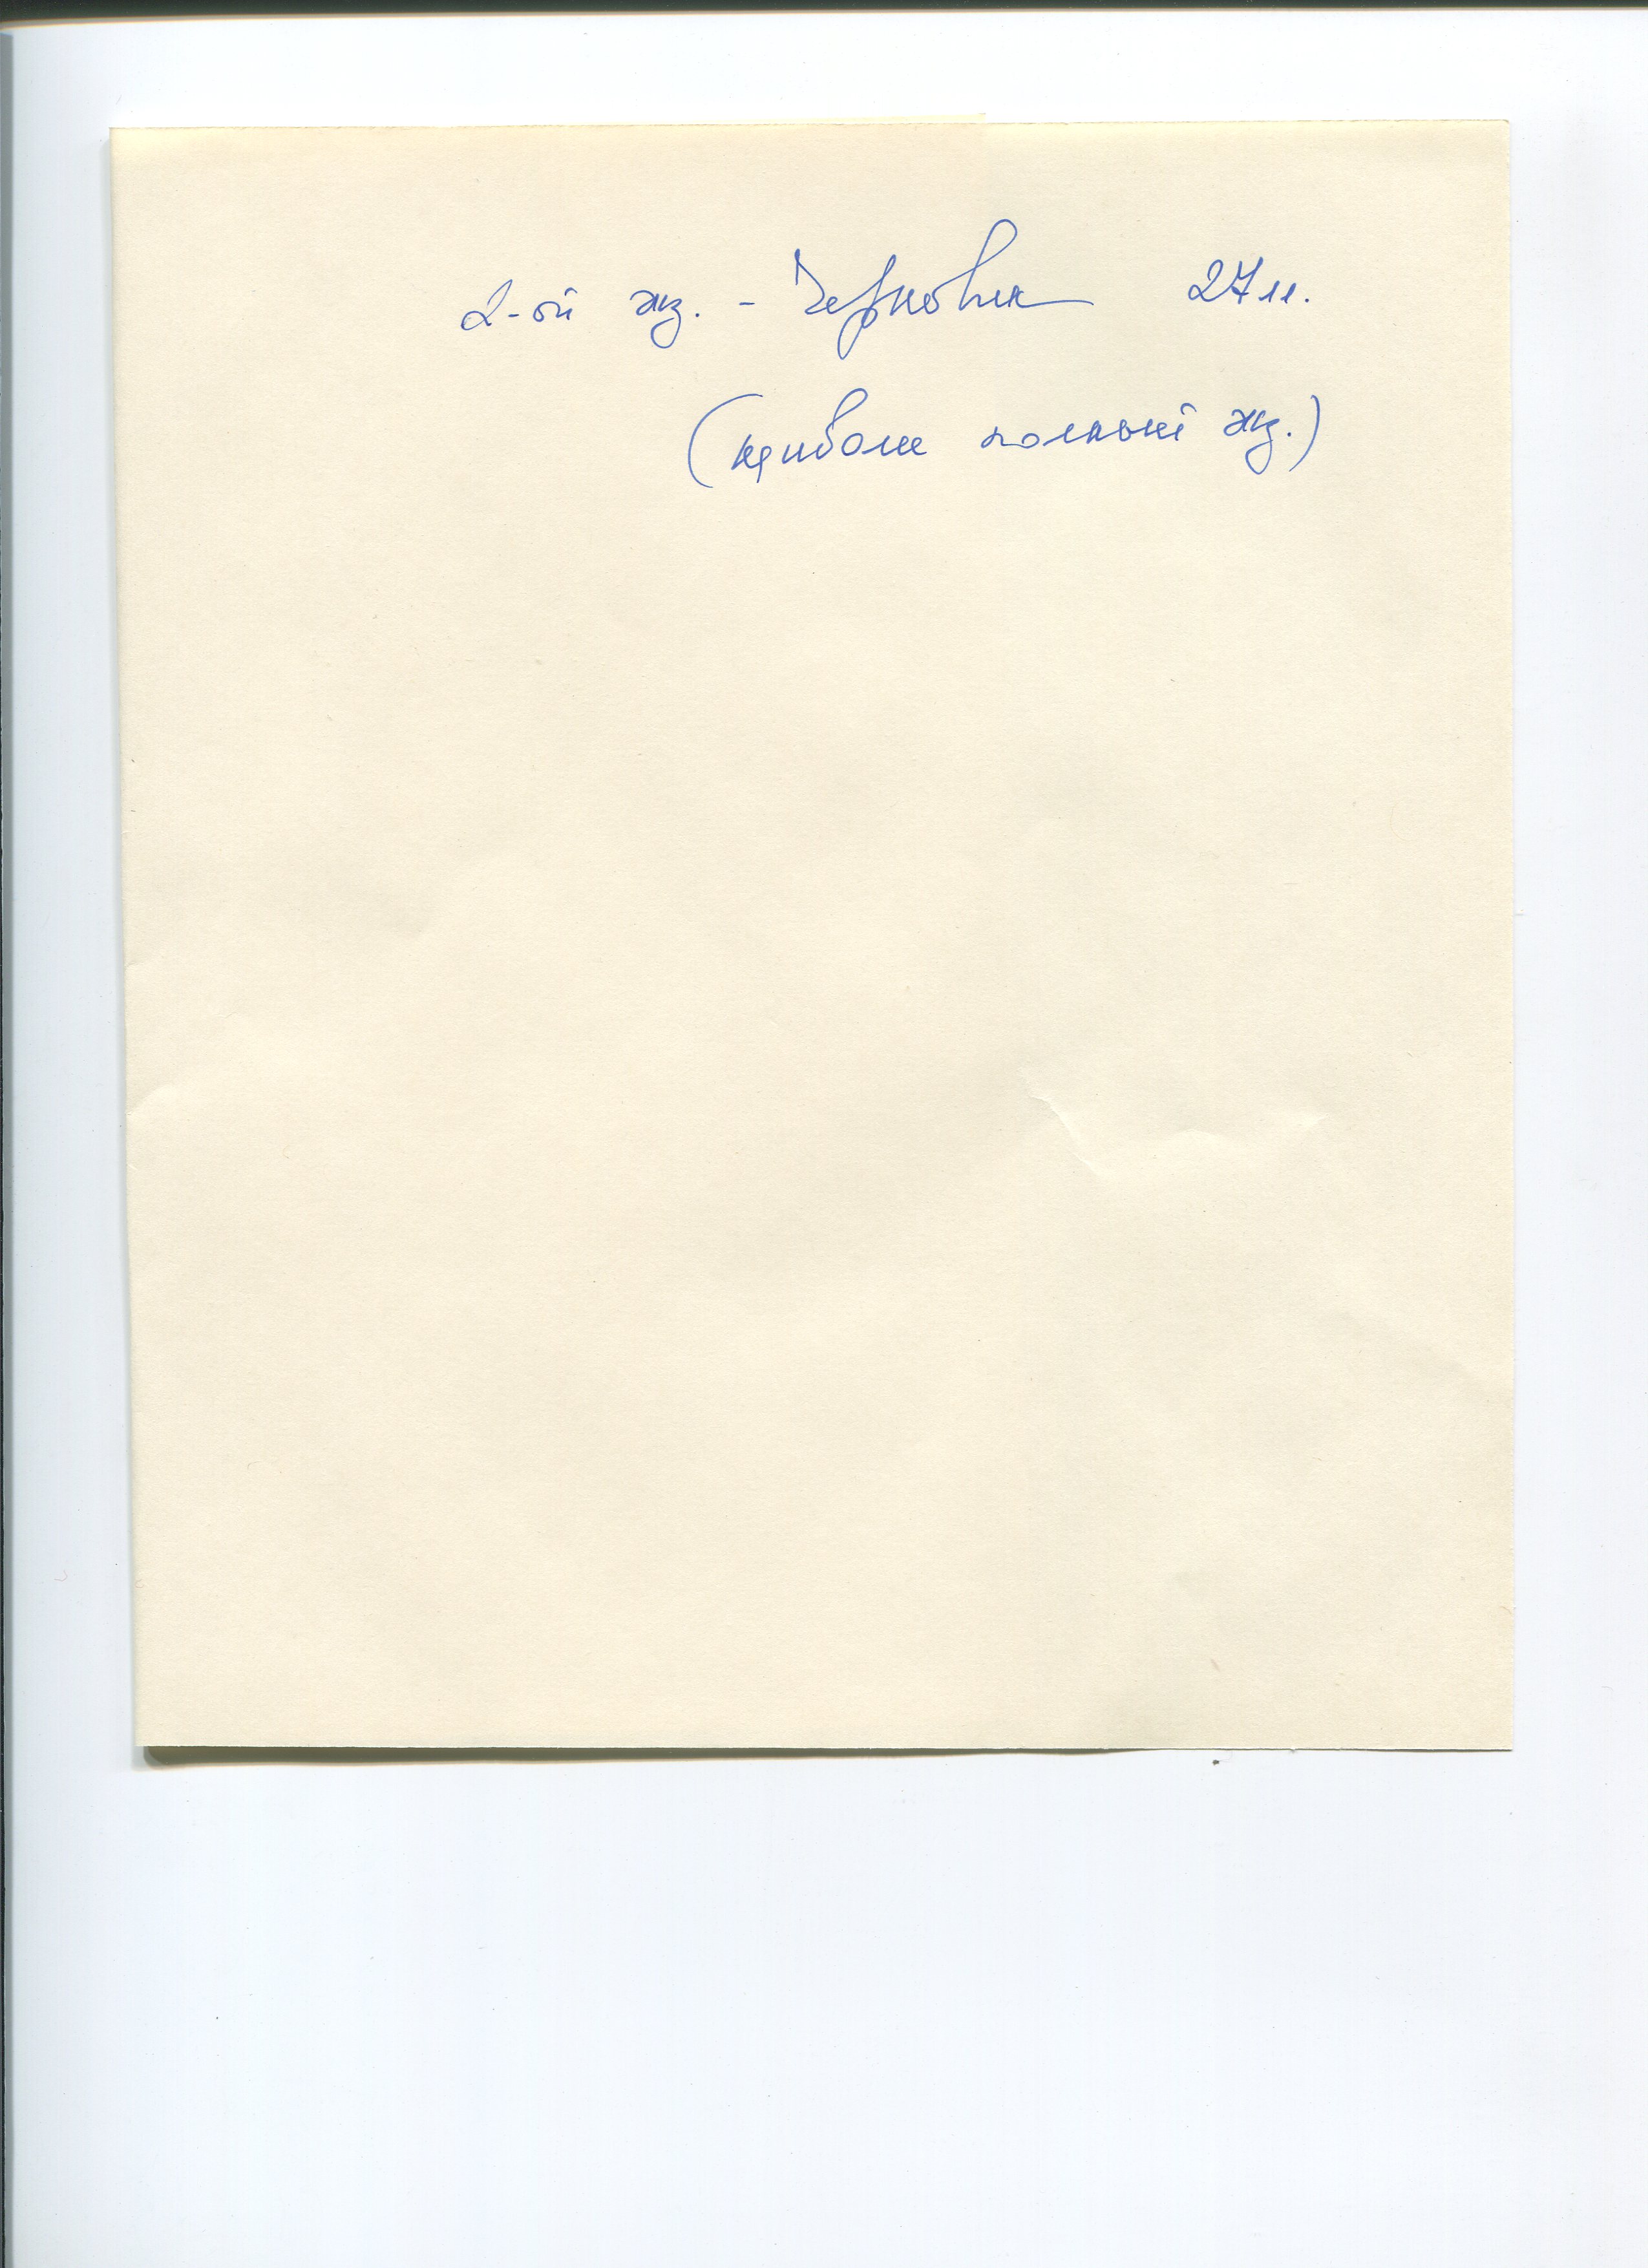 2-ой экз. - Черновик 27 л.
(наиболее полный экз.)